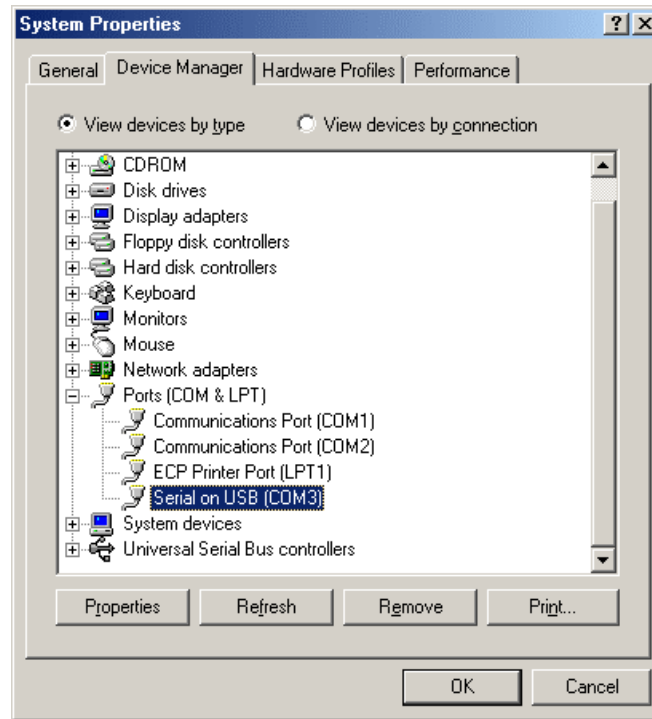 System Properties
General Device Manager Hardware Profiles Performance
View devices by type View devices by connection
CDROM
Disk drives
Display adapters
Floppy disk controllers
Hard disk controllers
Keyboard
Monitors
Mouse
Network adapters
Ports (COM & LPT)
Communications Port (COM1)
Communications Port (COM2)
ECP Printer Port (LPT1)
Serial on USB (COM3)
System devices
Universal Serial Bus controllers
Properties Refresh Remove Print...
OK Cancel